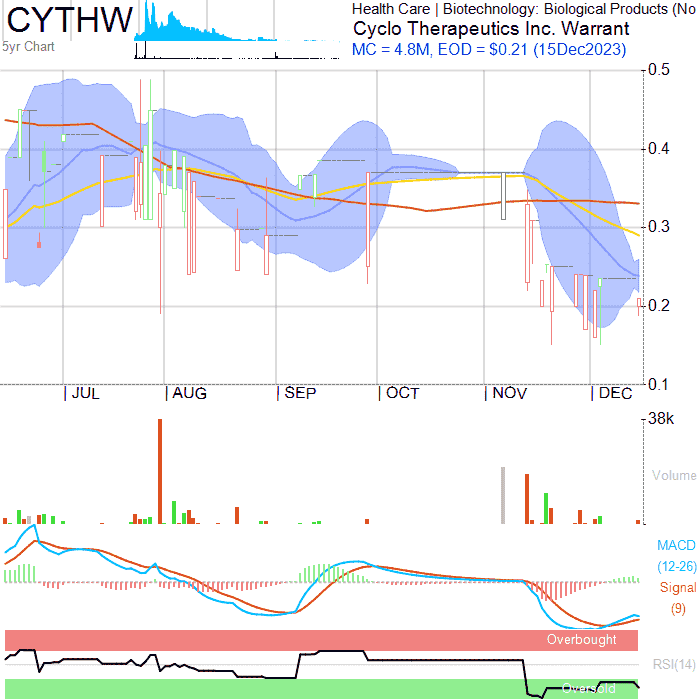 CYTHW
5yr Chart
Health Care | Biotechnology: Biological Products (No
Cyclo Therapeutics Inc. Warrant
MC = 4.8M, EOD = $0.21 (15Dec2023)
0.5
0.4
0.3
0.2
0.1
| JUL | AUG | SEP | OCT | NOV | DEC
38k
Volume
MACD
(12-26)
Signal
(9)
Overbought
RSI(14)
Oversold